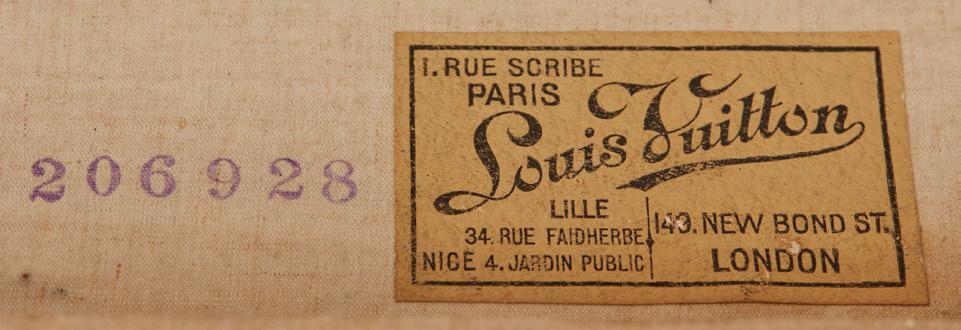 206928
1. RUE SCRIBE
PARIS
Louis Vuitton
LILLE
34. RUE FAIDHERBE
NICE 4. JARDIN PUBLIC
149. NEW BOND ST.
LONDON